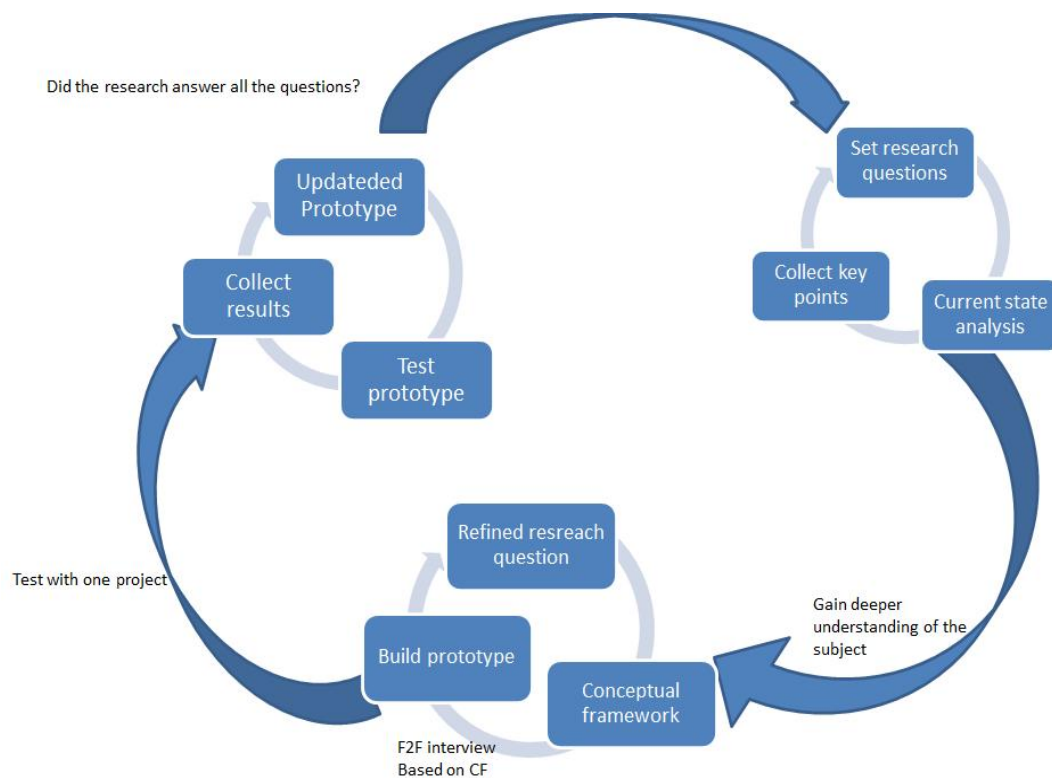 Did the research answer all the questions?
Set research
questions
Collect key
points
Current state
analysis
Updateded
Prototype
Collect
results
Test
prototype
Refined resreach
question
Build prototype
Conceptual
framework
Test with one project
Gain deeper
understanding of the
subject
F2F interview
Based on CF